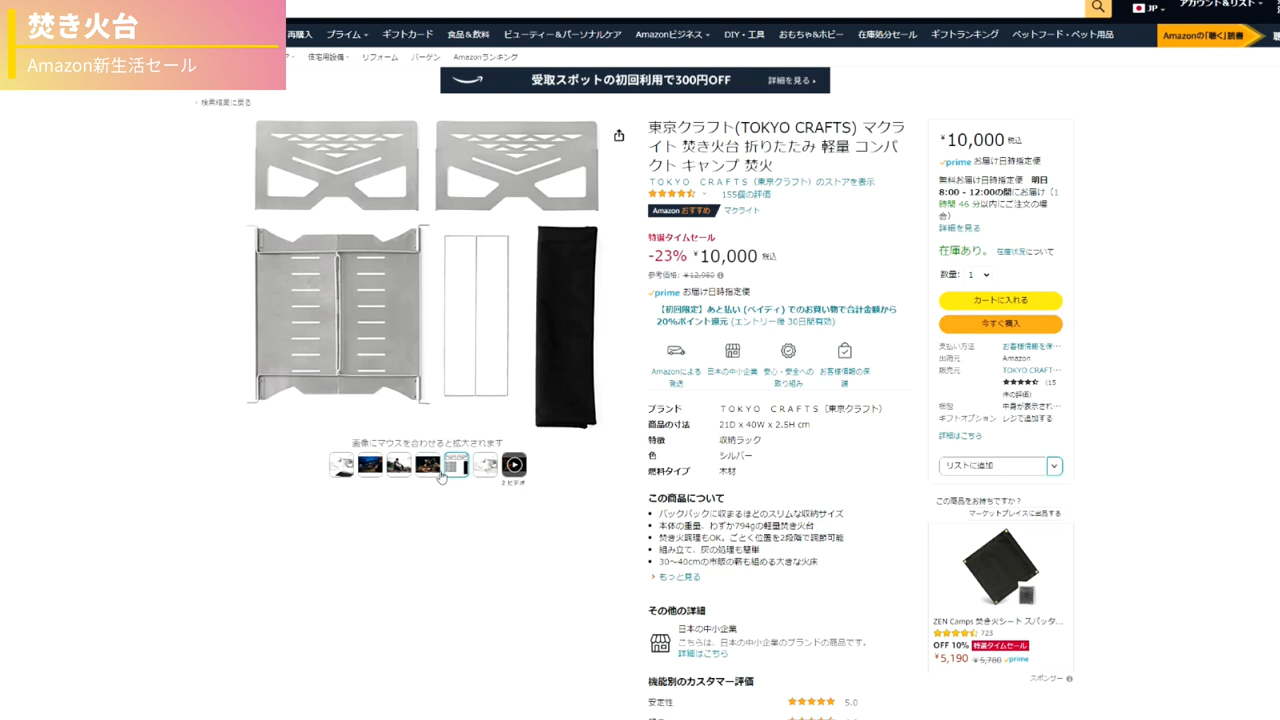 焚き火台
Amazon新生活セール
JP
アカウント&リスト
再購入
プライム
ギフトカード
食品&飲料
ビューティー&パーソナルケア
Amazonビジネス
DIY・工具
おもちゃ&ホビー
在庫処分セール
ギフトランキング
ペットフード・ペット用品
Amazonの「聴く」読書
住宅用設備
リフォーム
バーゲン
Amazonランキング
受取スポットの初回利用で300円OFF
詳細を見る
‹ 検索結果に戻る
東京クラフト(TOKYO CRAFTS) マクラ
イト 焚き火台 折りたたみ 軽量 コンパ
クト キャンプ 焚火
TOKYO CRAFTS（東京クラフト）のストアを表示
155個の評価
Amazon おすすめ
マクライト
特選タイムセール
-23% ¥10,000 税込
参考価格: ¥12,980
prime お届け日時指定便
【初回限定】あと払い (ペイディ) でのお買い物で合計金額から
20%ポイント還元 (エントリー後 30日間有効)
Amazonによる
発送
日本の中小企業
安心・安全への
取り組み
お客様情報の保
護
ブランド TOKYO CRAFTS（東京クラフト）
商品の寸法 21D x 40W x 2.5H cm
特徴 収納ラック
色 シルバー
燃料タイプ 木材
この商品について
バックパックに収まるほどのスリムな収納サイズ
本体の重量、わずか794gの軽量焚き火台
焚き火調理もOK。ごとく位置を2段階で調節可能
組み立て、灰の処理も簡単
30～40cmの市販の薪も組める大きな火床
› もっと見る
その他の詳細
日本の中小企業
こちらは、日本の中小企業のブランドの商品です。
詳細はこちら
機能別のカスタマー評価
安定性 5.0
画像にマウスを合わせると拡大されます
2 ビデオ
¥10,000 税込
prime お届け日時指定便
無料お届け日時指定便 明日
8:00 - 12:00の間にお届け（1
時間 46 分以内にご注文の場
合）
詳細を見る
在庫あり。 在庫状況について
数量: 1
カートに入れる
今すぐ購入
支払い方法 お客様情報を保…
出荷元 Amazon
販売元 TOKYO CRAFT…
(15
件の評価)
梱包 中身が表示され…
ギフトオプション レジで追加する
詳細はこちら
リストに追加
この商品をお持ちですか？
マーケットプレイスに出品する
ZEN Camps 焚き火シート スパッタ...
723
OFF 10% 特選タイムセール
¥5,190 ¥5,780 prime
スポンサー